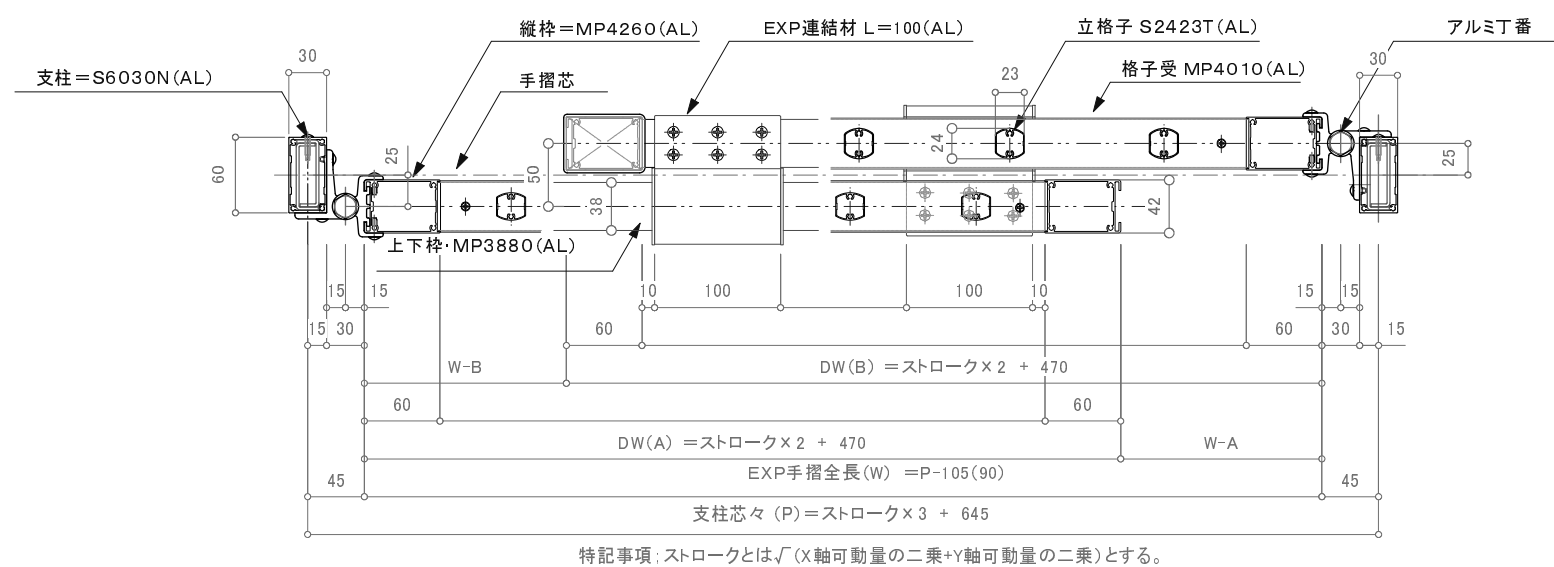 縦枠＝MP4260(AL)
EXP連結材 L＝100(AL)
立格子 S2423T(AL)
アルミ丁番
30
支柱＝S6030N(AL)
手摺芯
23
格子受 MP4010(AL)
30
60
25
50
38
24
42
25
上下枠・MP3880(AL)
15
15
10
100
100
10
15
15
15
30
60
60
30
15
W-B
DW(B) ＝ストローク×2 + 470
60
60
DW(A) ＝ストローク×2 + 470
W-A
45
EXP手摺全長(W) ＝P-105(90)
45
支柱芯々 (P)＝ストローク×3 + 645
特記事項;ストロークとは√(X軸可動量の二乗+Y軸可動量の二乗)とする。